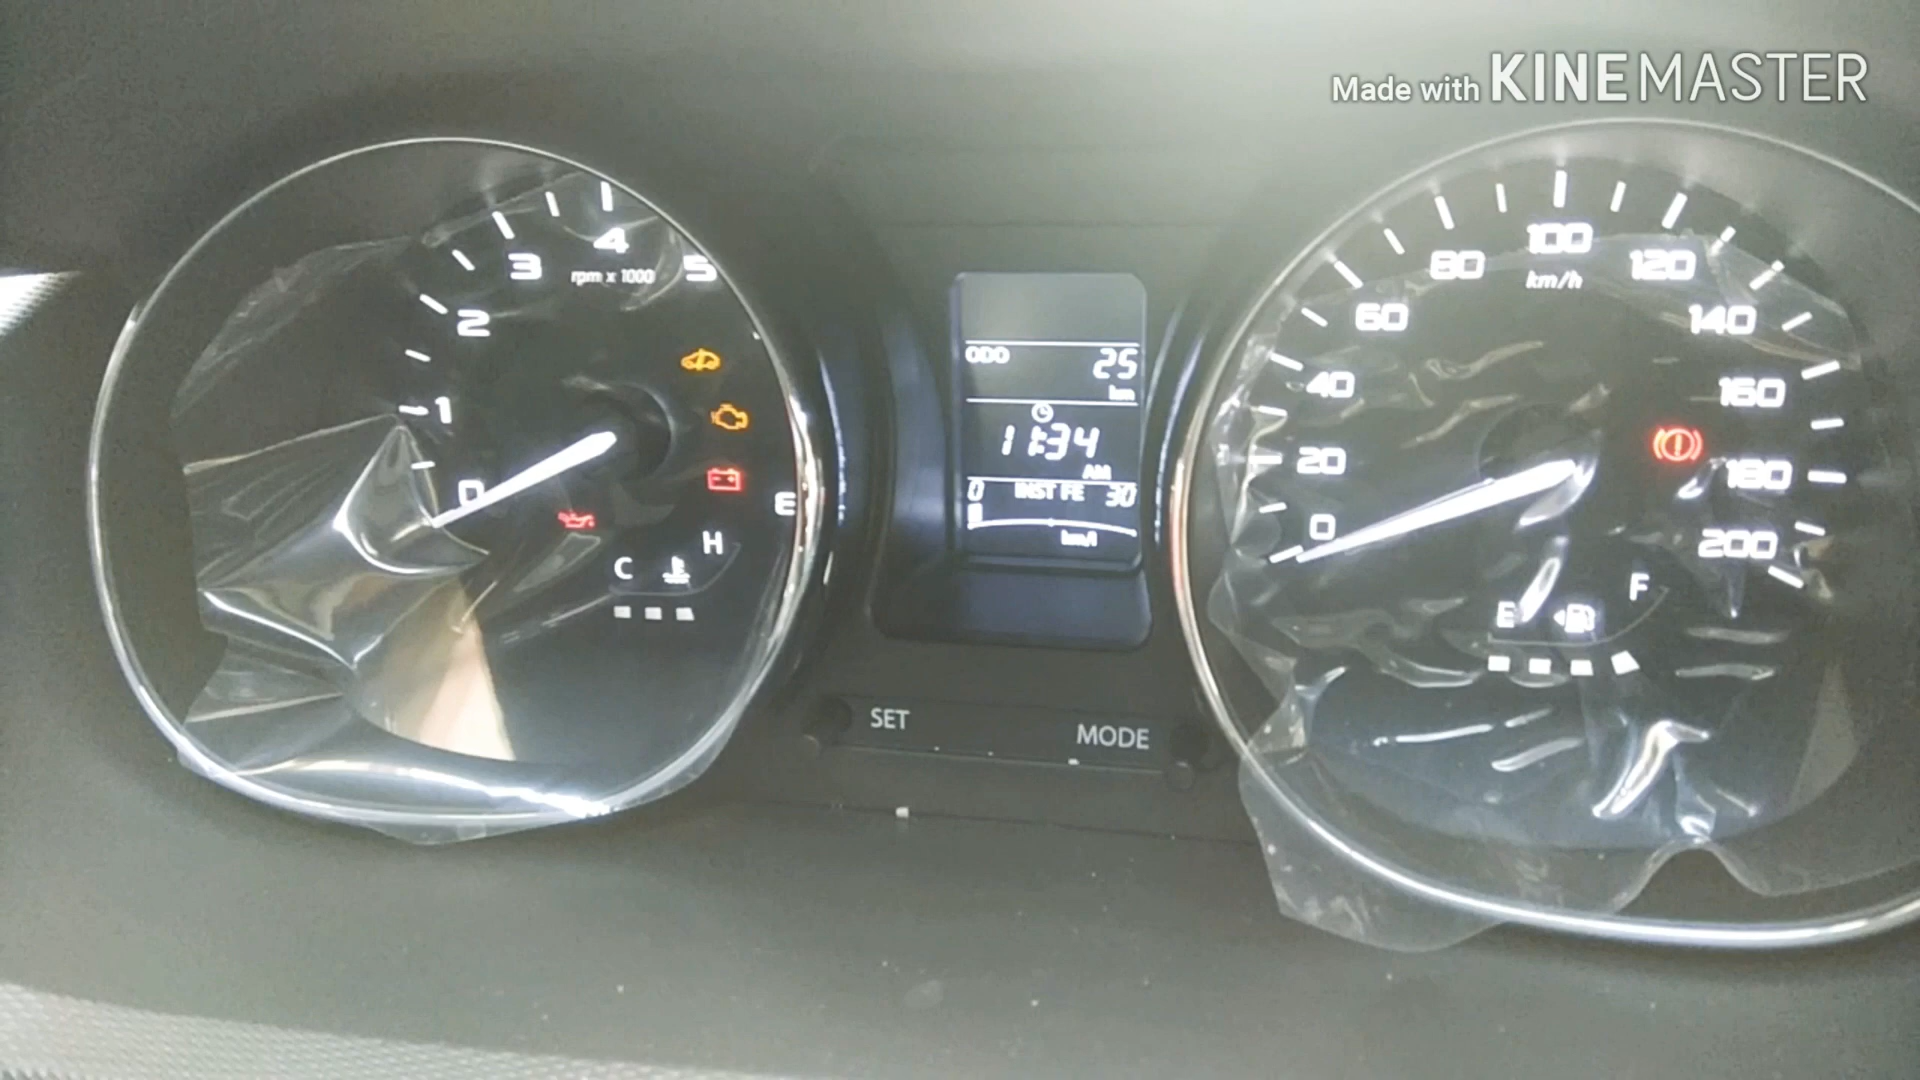 Made with KINEMASTER
0
1
2
3
4
5
rpm x 1000
E
C
H
ODO 25
km
11:34
AM
0 INST FE 30
km/l
SET
MODE
0
20
40
60
80
100
120
140
160
180
200
km/h
E
F